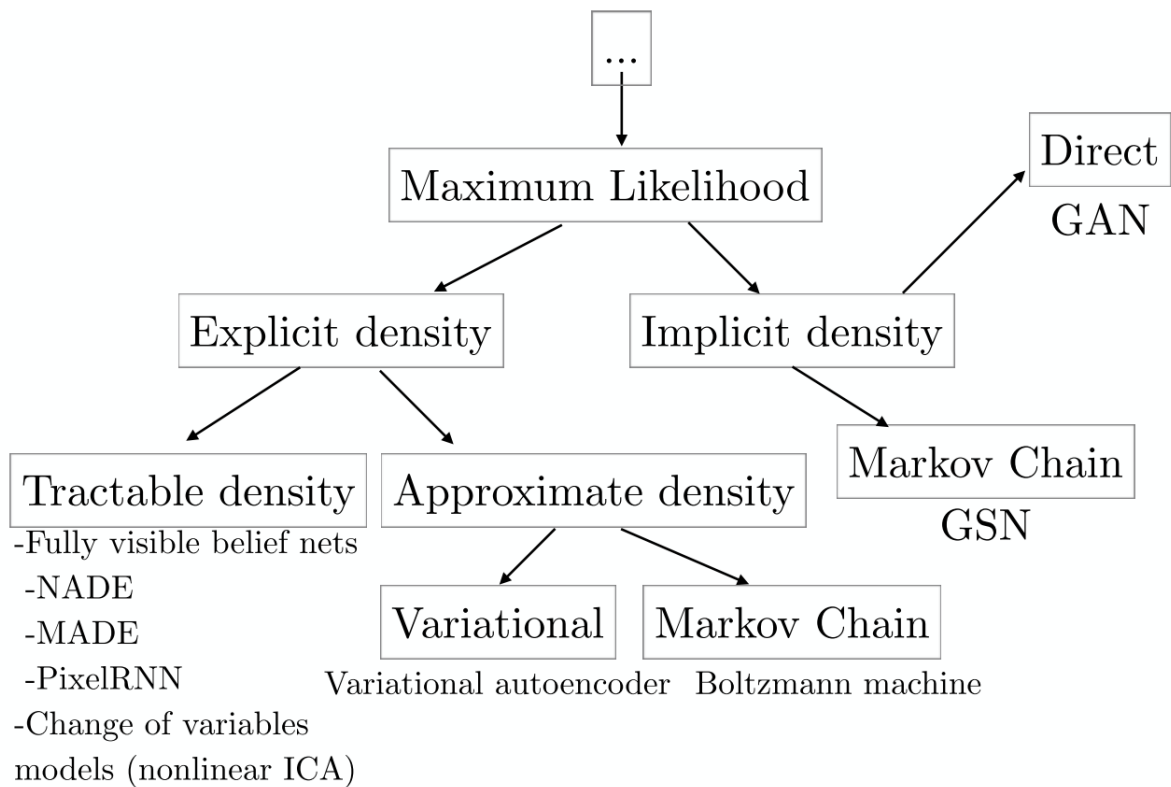 ...
Maximum Likelihood
Direct
GAN
Explicit density
Implicit density
Tractable density
-Fully visible belief nets
-NADE
-MADE
-PixelRNN
-Change of variables
models (nonlinear ICA)
Approximate density
Variational
Variational autoencoder
Markov Chain
Boltzmann machine
Markov Chain
GSN